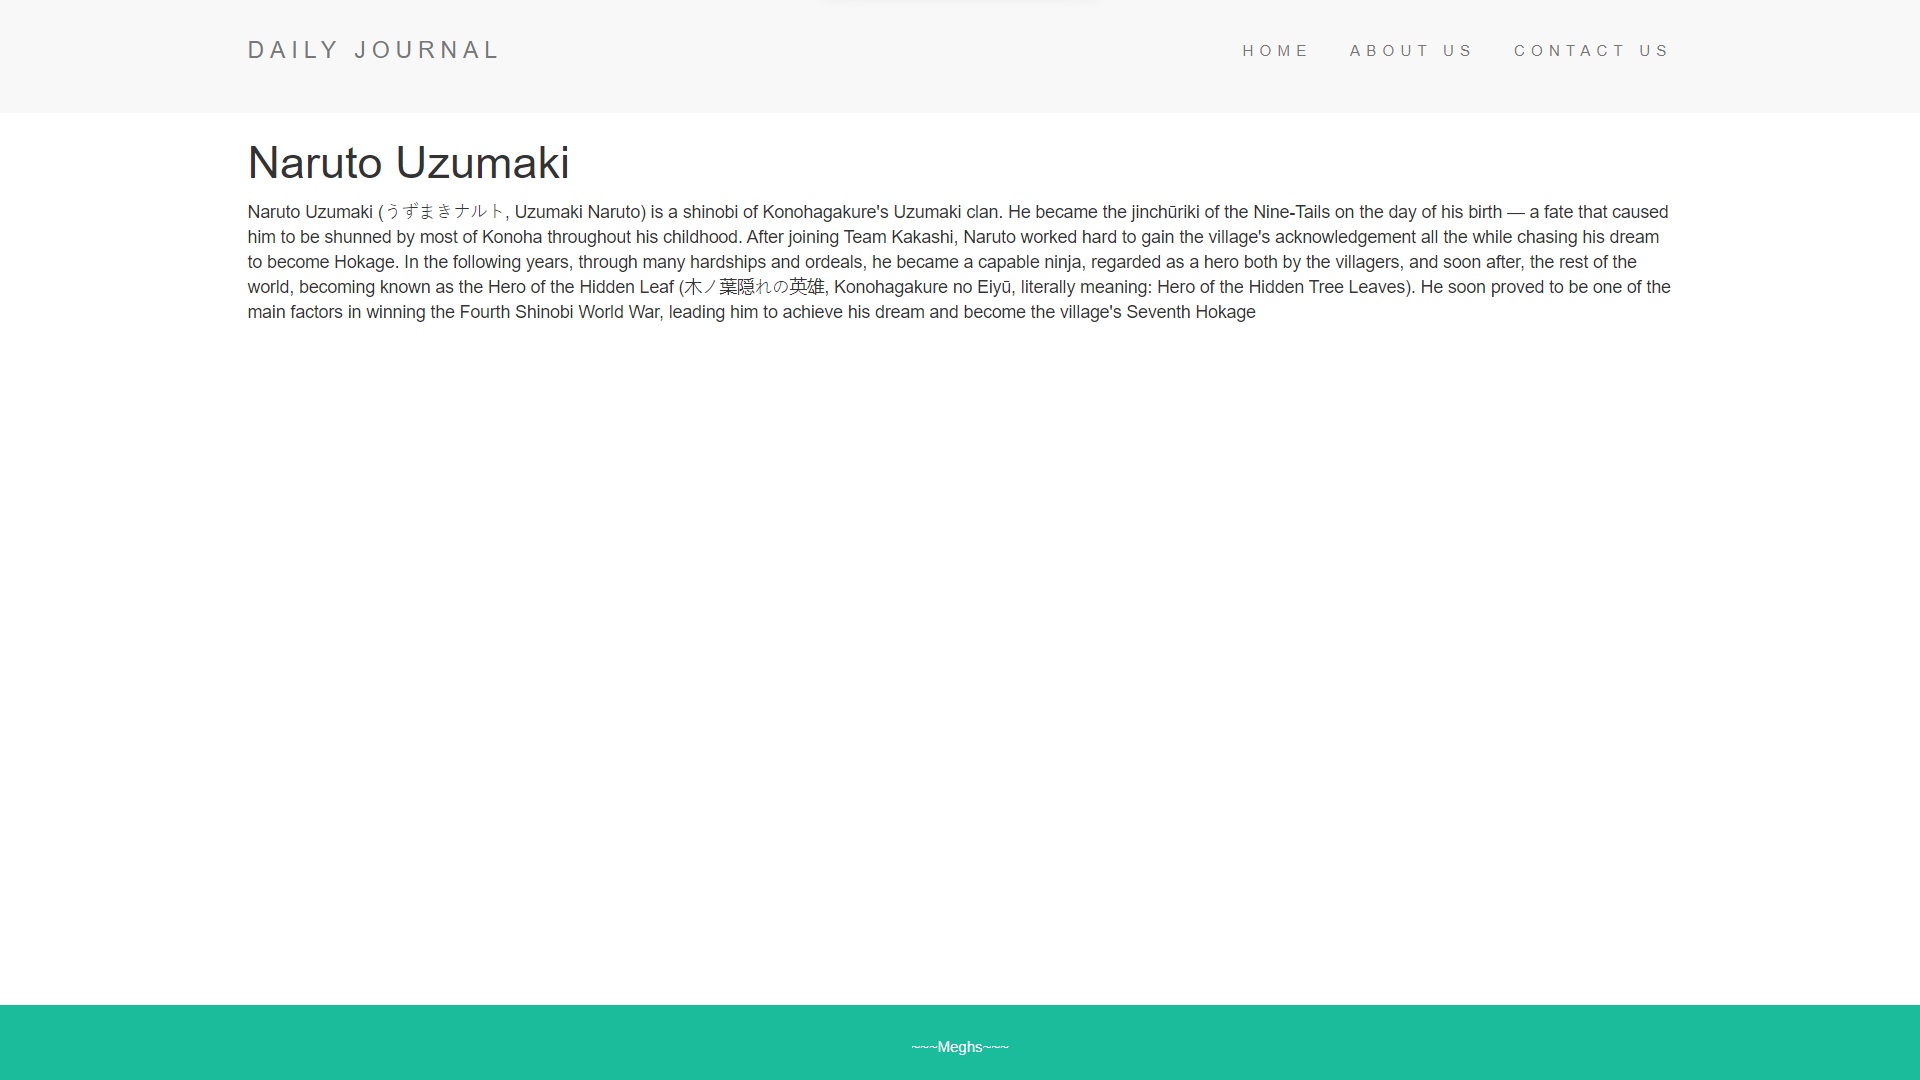 DAILY JOURNAL
HOME ABOUT US CONTACT US
Naruto Uzumaki
Naruto Uzumaki (うずまきナルト, Uzumaki Naruto) is a shinobi of Konohagakure's Uzumaki clan. He became the jinchūriki of the Nine-Tails on the day of his birth — a fate that caused
him to be shunned by most of Konoha throughout his childhood. After joining Team Kakashi, Naruto worked hard to gain the village's acknowledgement all the while chasing his dream
to become Hokage. In the following years, through many hardships and ordeals, he became a capable ninja, regarded as a hero both by the villagers, and soon after, the rest of the
world, becoming known as the Hero of the Hidden Leaf (木ノ葉隠れの英雄, Konohagakure no Eiyū, literally meaning: Hero of the Hidden Tree Leaves). He soon proved to be one of the
main factors in winning the Fourth Shinobi World War, leading him to achieve his dream and become the village's Seventh Hokage
~~~Meghs~~~